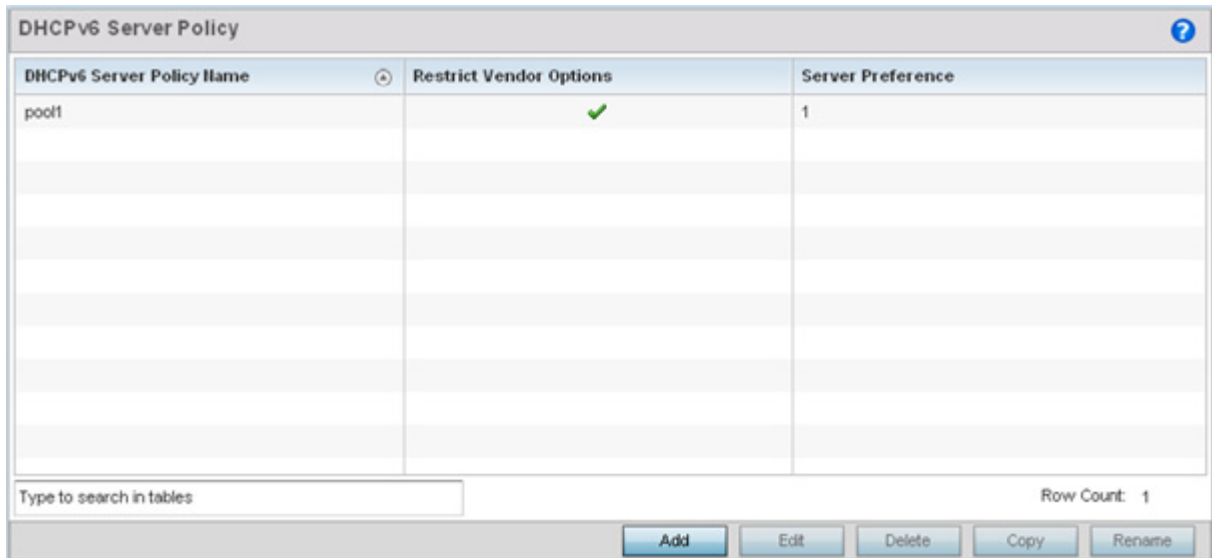 DHCPv6 Server Policy
?
DHCPv6 Server Policy Name Restrict Vendor Options Server Preference
pool1 1
Type to search in tables Row Count: 1
Add Edit Delete Copy Rename